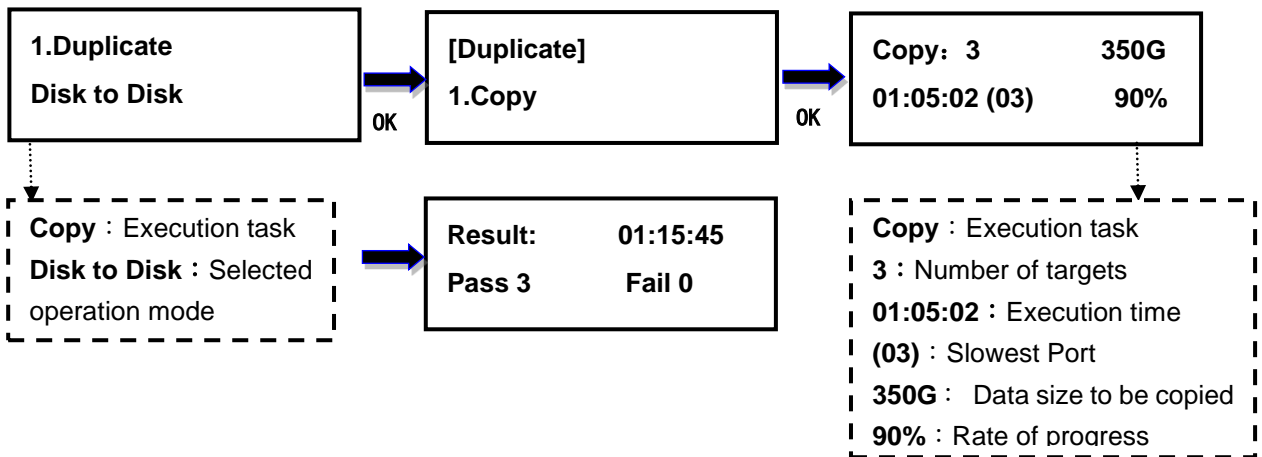 1.Duplicate
Disk to Disk
OK
[Duplicate]
1.Copy
OK
Copy：3 350G
01:05:02 (03) 90%
Copy：Execution task
Disk to Disk：Selected
operation mode
Result: 01:15:45
Pass 3 Fail 0
Copy：Execution task
3：Number of targets
01:05:02：Execution time
(03)：Slowest Port
350G： Data size to be copied
90%：Rate of progress